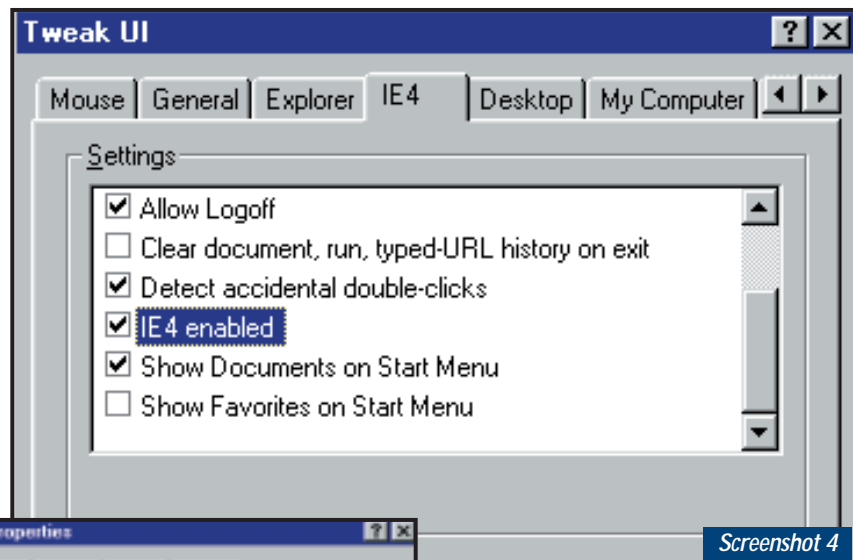 Tweak UI
Mouse General Explorer IE4 Desktop My Computer
Settings
Allow Logoff
Clear document, run, typed-URL history on exit
Detect accidental double-clicks
IE4 enabled
Show Documents on Start Menu
Show Favorites on Start Menu
roperties
Screenshot 4